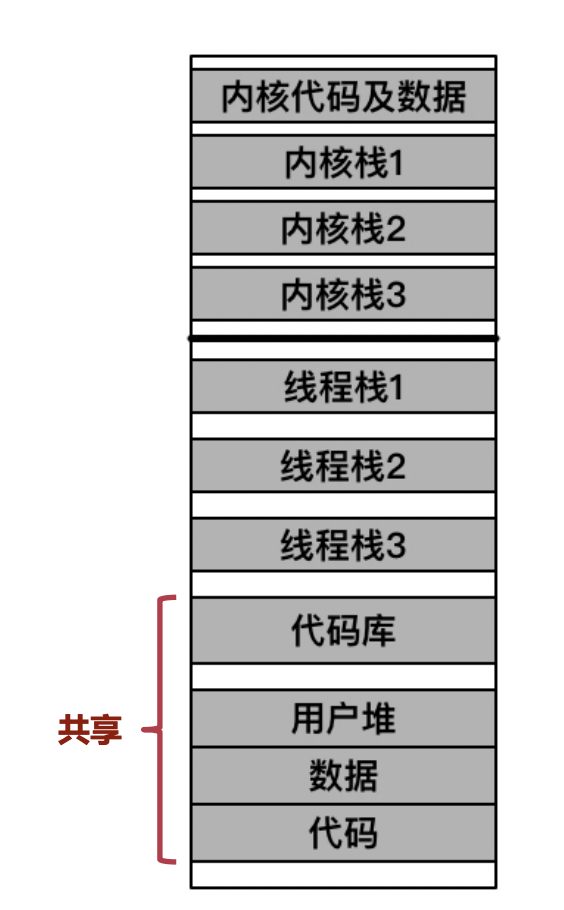 内核代码及数据
内核栈1
内核栈2
内核栈3
线程栈1
线程栈2
线程栈3
代码库
共享
用户堆
数据
代码